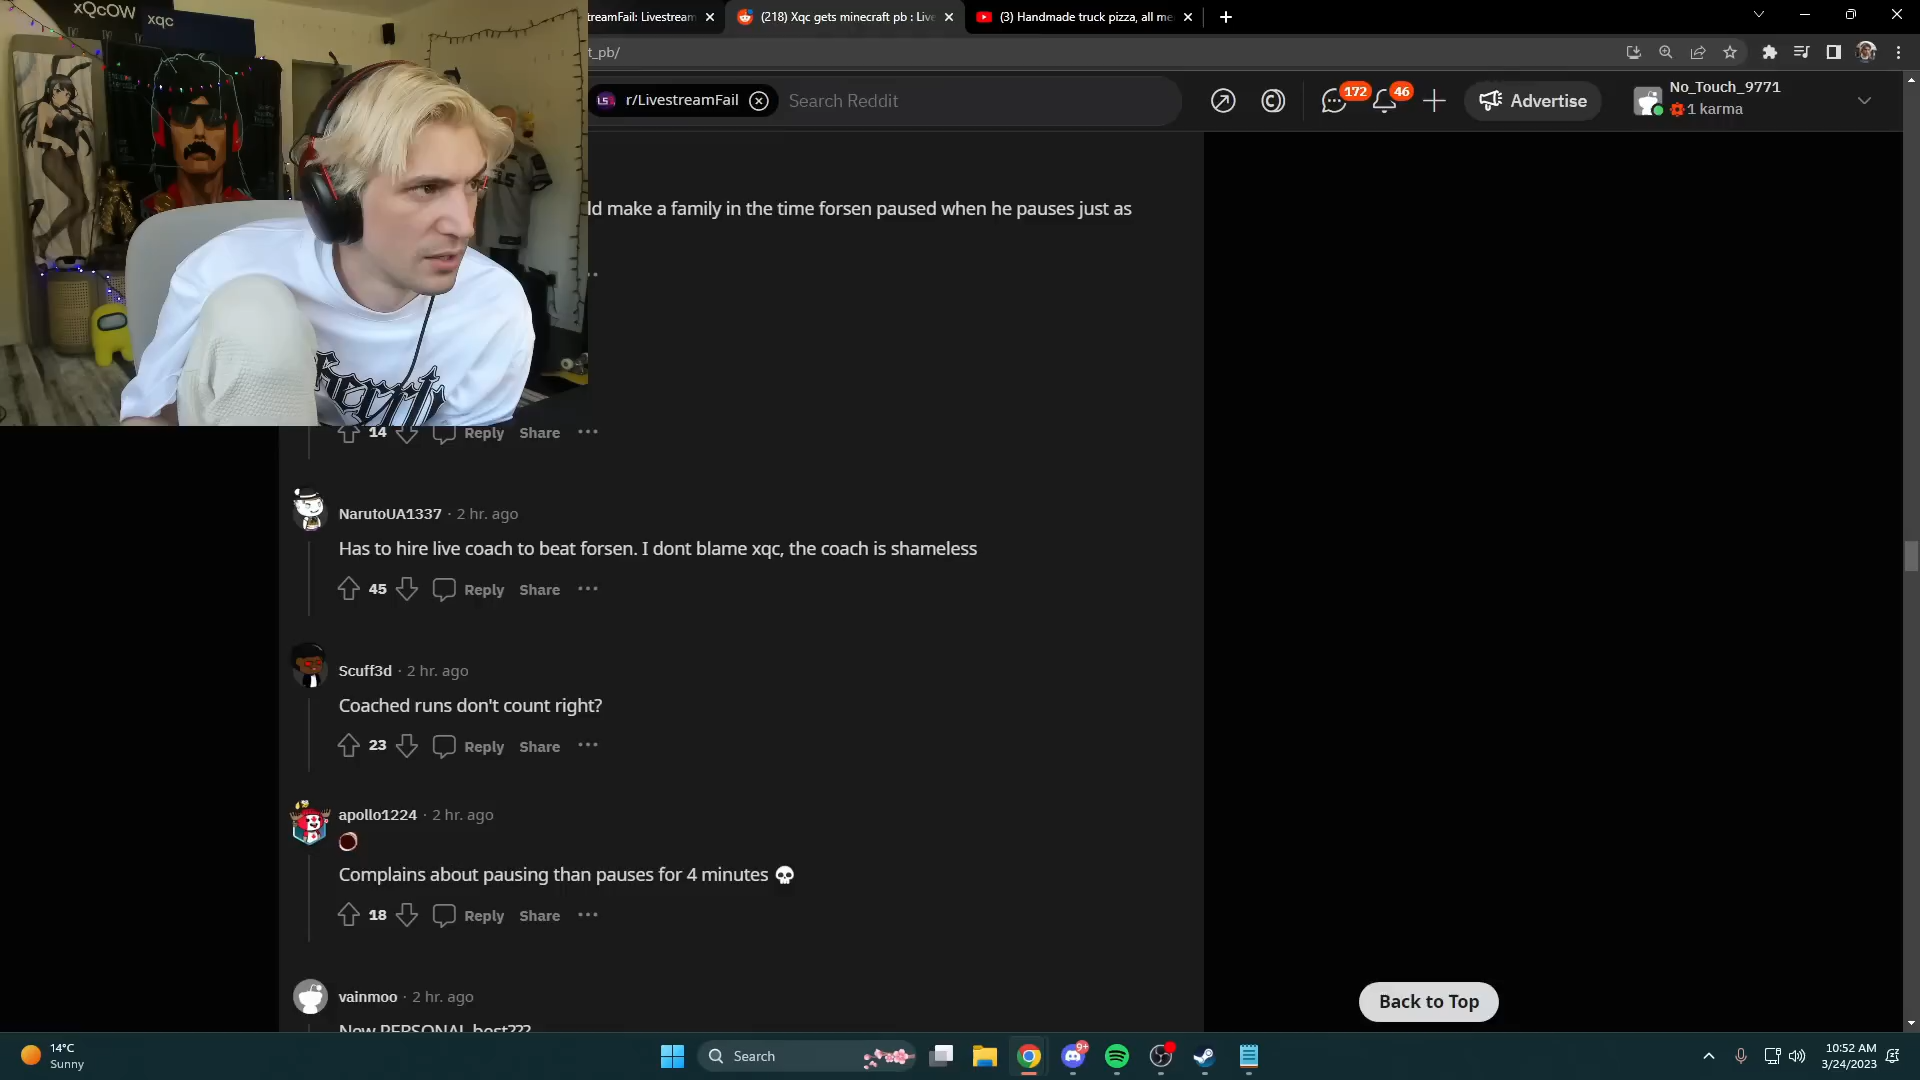 xQcOW
xqc
reamFail: Livestream
(218) Xqc gets minecraft pb : Live
(3) Handmade truck pizza, all me
t_pb/
r/LivestreamFail
Search Reddit
172
46
Advertise
No_Touch_9771
1 karma
ld make a family in the time forsen paused when he pauses just as
14
Reply
Share
NarutoUA1337 · 2 hr. ago
Has to hire live coach to beat forsen. I dont blame xqc, the coach is shameless
45
Reply
Share
Scuff3d · 2 hr. ago
Coached runs don't count right?
23
Reply
Share
apollo1224 · 2 hr. ago
Complains about pausing than pauses for 4 minutes 💀
18
Reply
Share
vainmoo · 2 hr. ago
New PERSONAL best???
Back to Top
14°C
Sunny
Search
9+
10:52 AM
3/24/2023